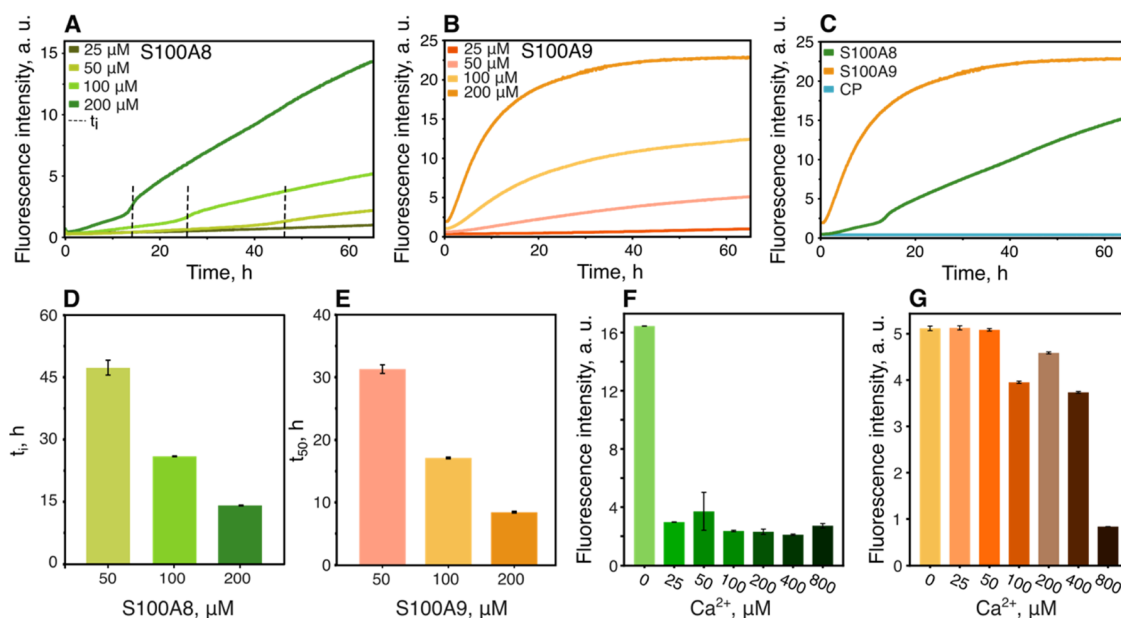 A
S100A8
25 µM
50 µM
100 µM
200 µM
t_i
Fluorescence intensity, a. u.
15
10
5
0
0 20 40 60
Time, h
B
S100A9
25 µM
50 µM
100 µM
200 µM
Fluorescence intensity, a. u.
25
20
15
10
5
0
0 20 40 60
Time, h
C
S100A8
S100A9
CP
Fluorescence intensity, a. u.
25
20
15
10
5
0
0 20 40 60
Time, h
D
t_i, h
60
45
30
15
0
50 100 200
S100A8, µM
E
t_50, h
40
30
20
10
0
50 100 200
S100A9, µM
F
Fluorescence intensity, a. u.
16
12
8
4
0
0 25 50 100 200 400 800
Ca²⁺, µM
G
Fluorescence intensity, a. u.
5
4
3
2
1
0
0 25 50 100 200 400 800
Ca²⁺, µM